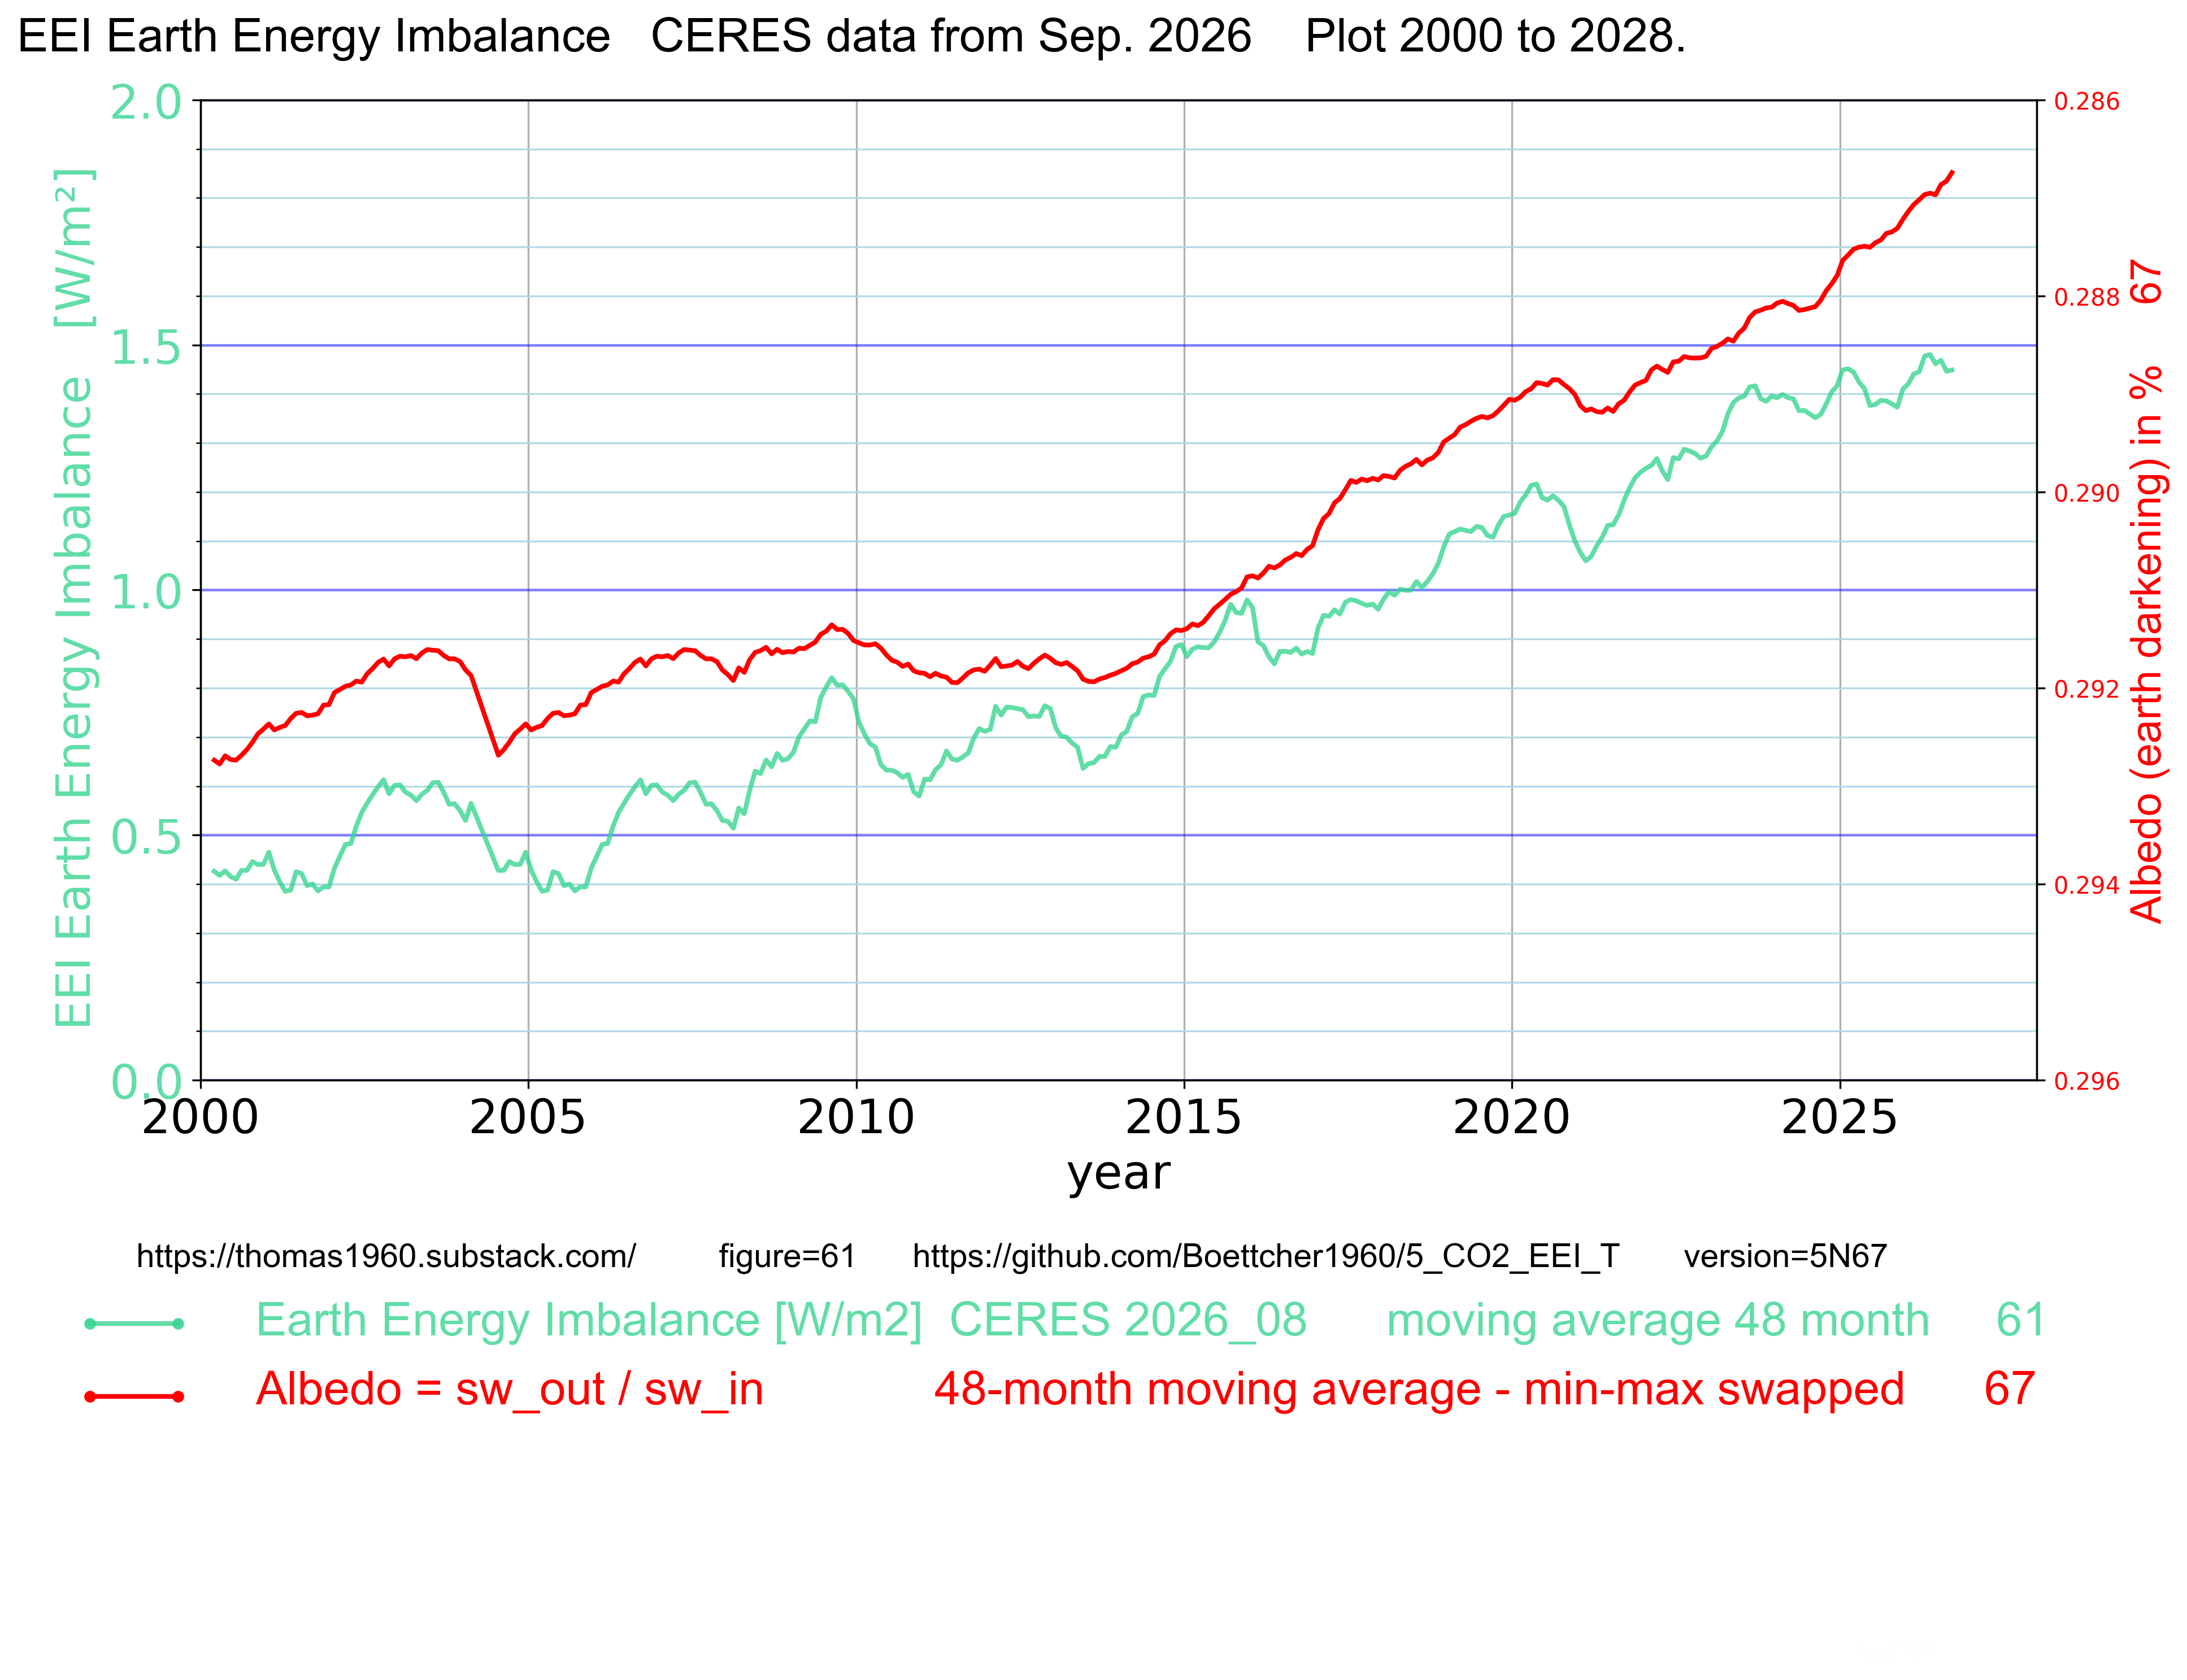 EEI Earth Energy Imbalance CERES data from Sep. 2026 Plot 2000 to 2028.
EEI Earth Energy Imbalance [W/m²]
2.0
1.5
1.0
0.5
0.0
0.286
0.288
0.290
0.292
0.294
0.296
Albedo (earth darkening) in % 67
2000 2005 2010 2015 2020 2025
year
https://thomas1960.substack.com/ figure=61 https://github.com/Boettcher1960/5_CO2_EEI_T version=5N67
Earth Energy Imbalance [W/m2] CERES 2026_08 moving average 48 month 61
Albedo = sw_out / sw_in 48-month moving average - min-max swapped 67